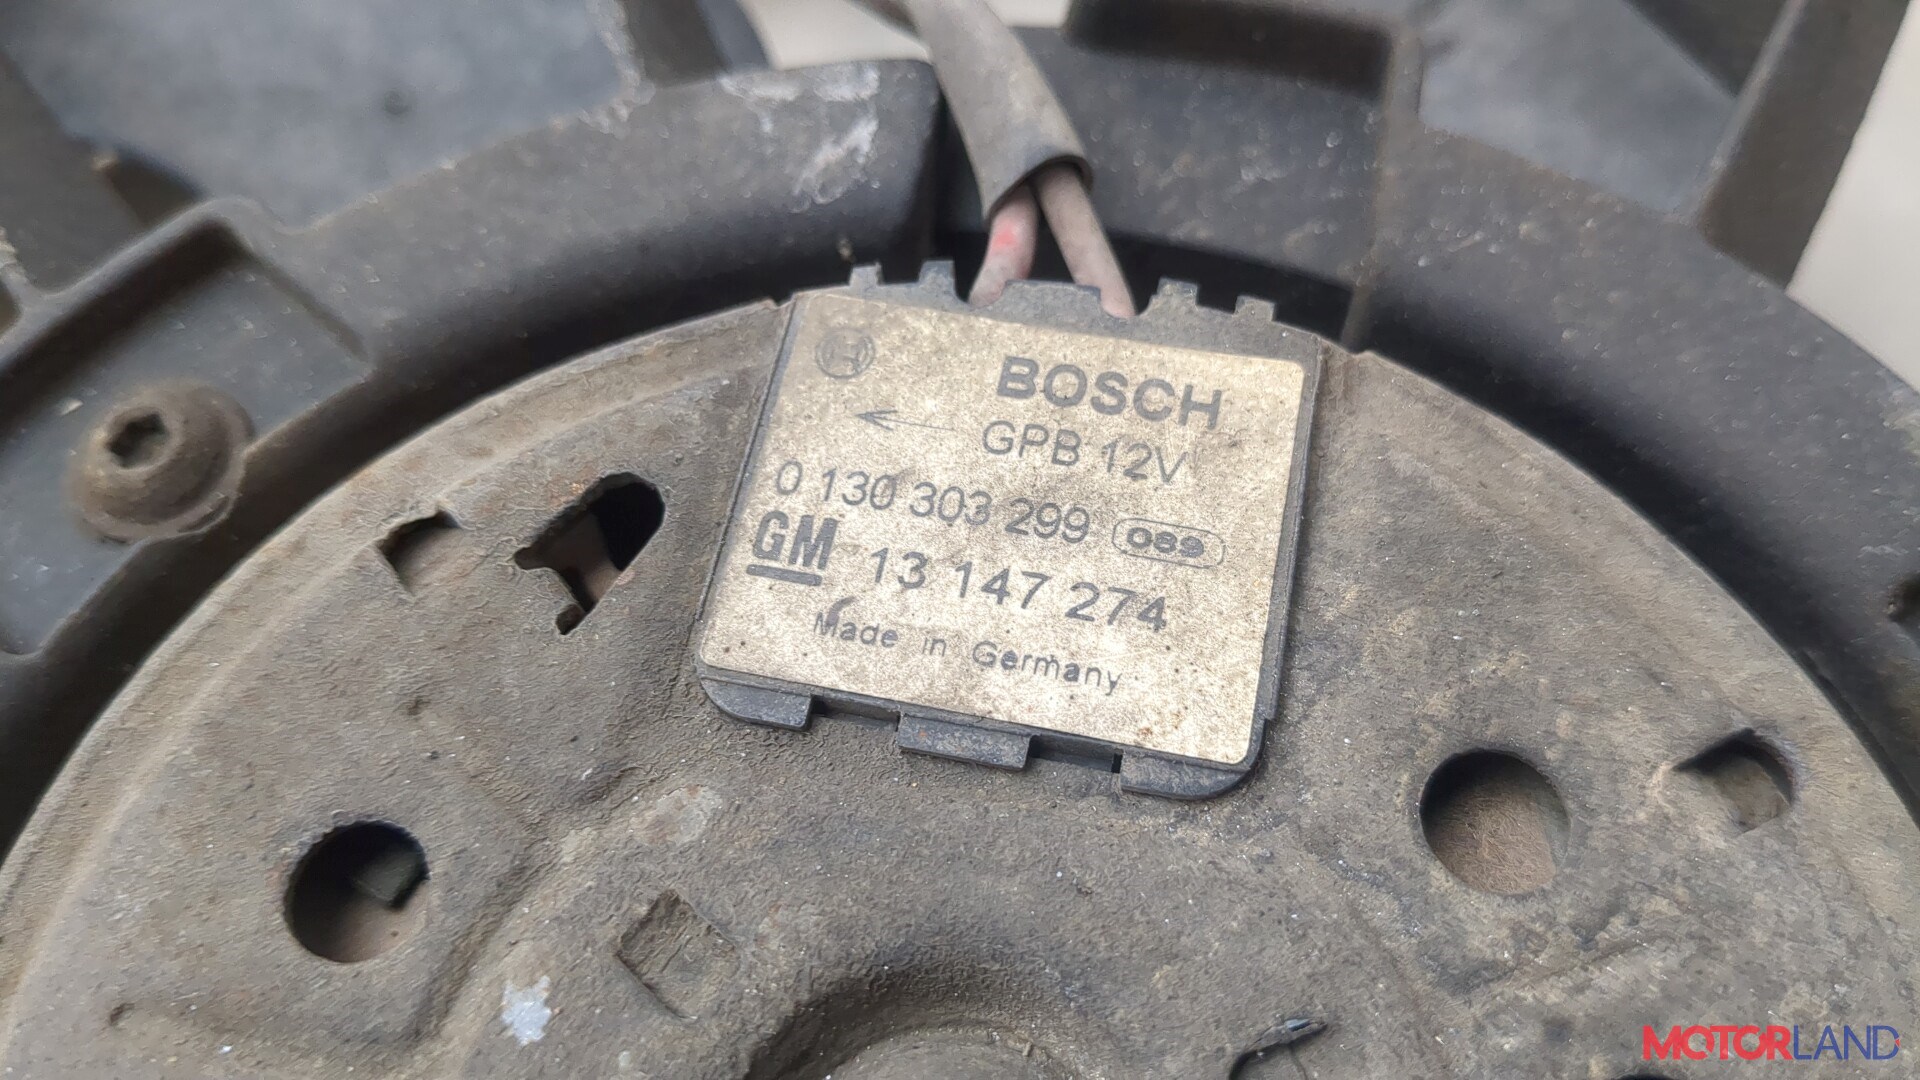 BOSCH
GPB 12V
0 130 303 299 089
GM 13 147 274
Made in Germany
MOTORLAND